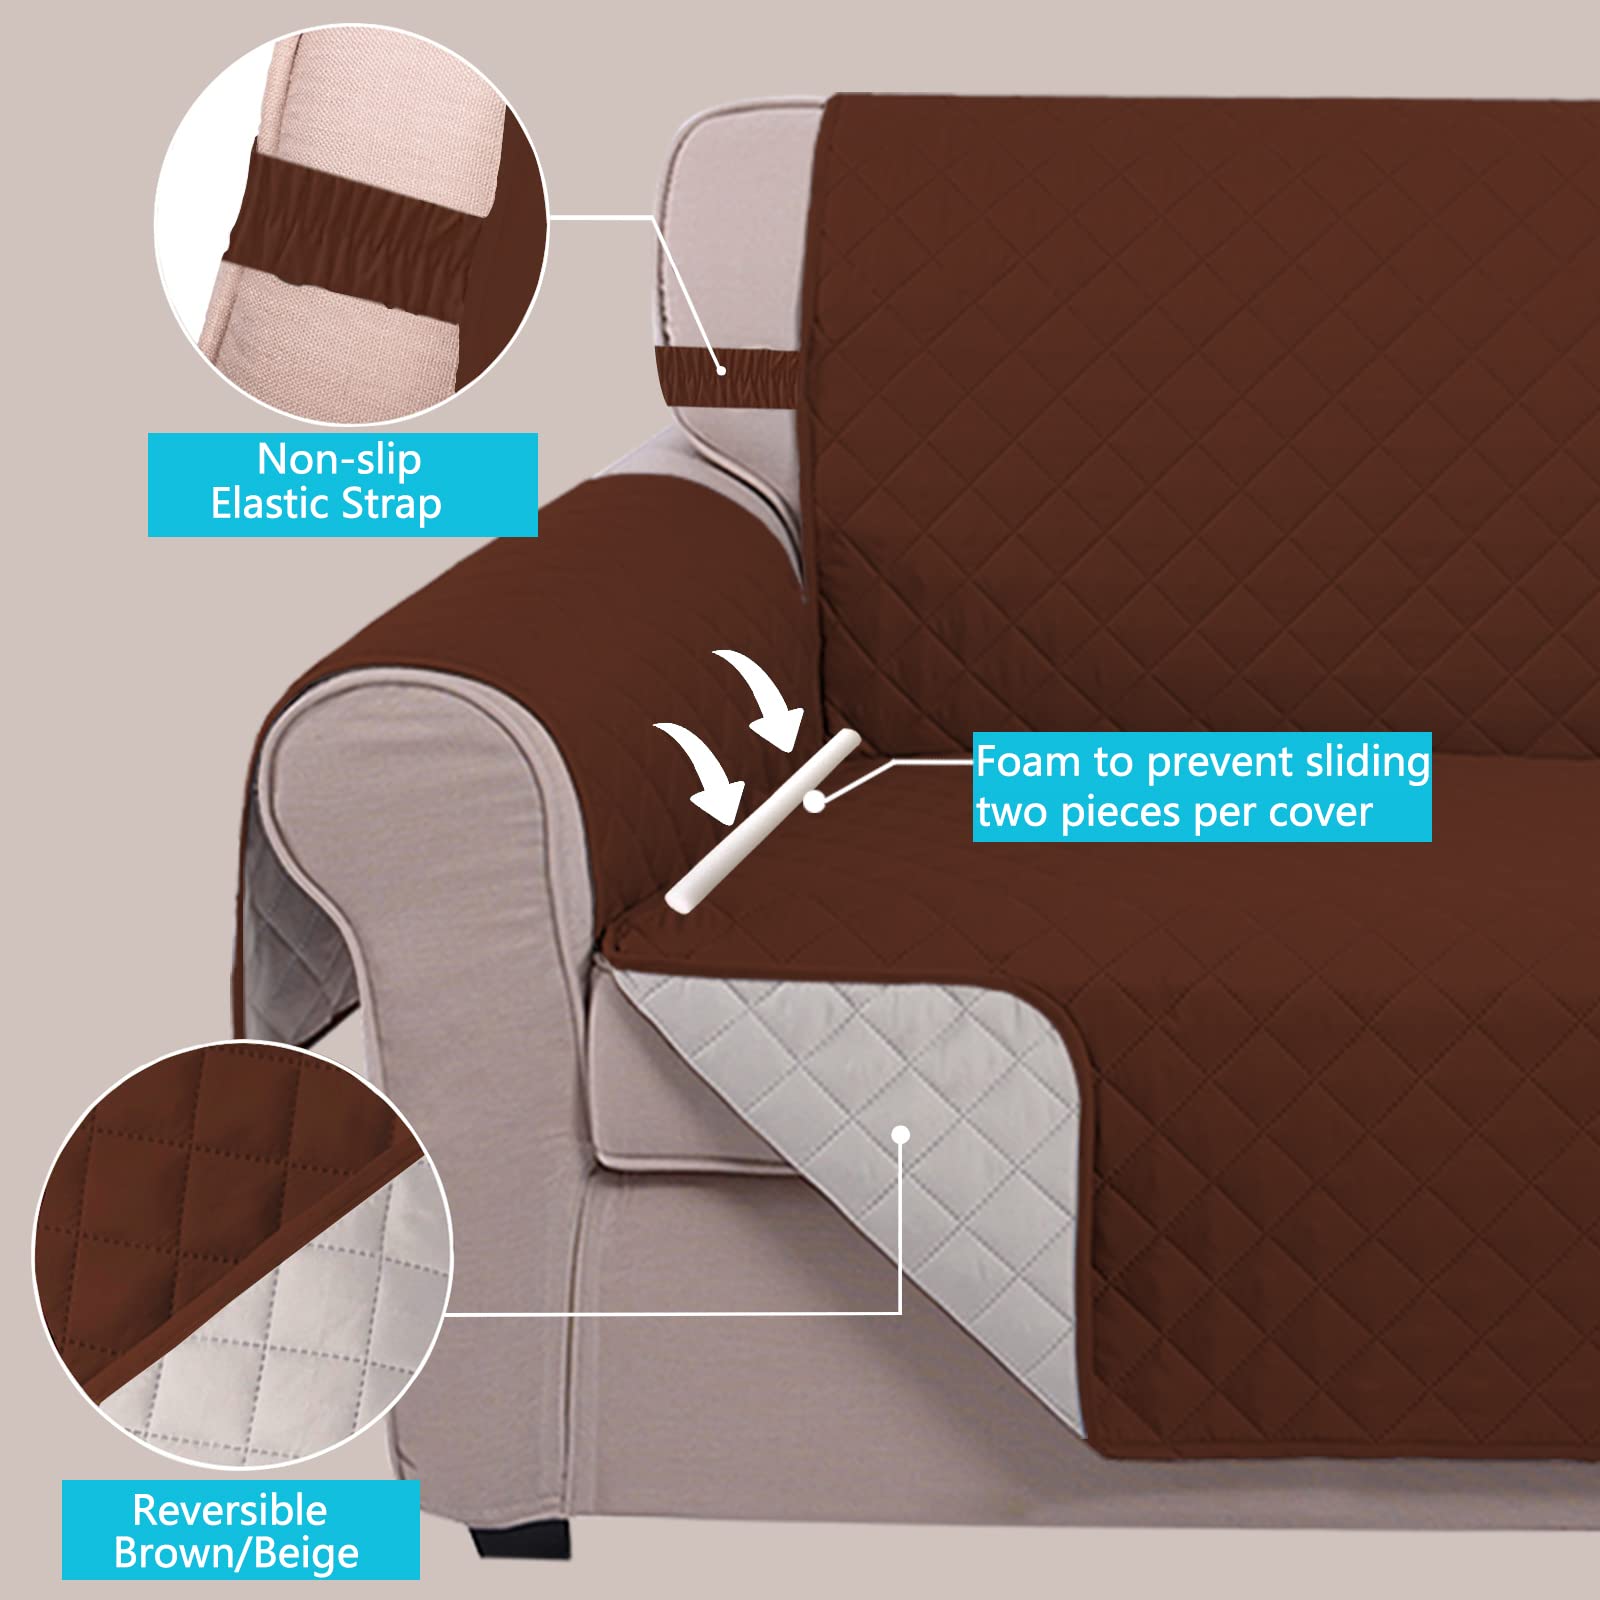 Non-slip
Elastic Strap
Foam to prevent sliding
two pieces per cover
Reversible
Brown/Beige